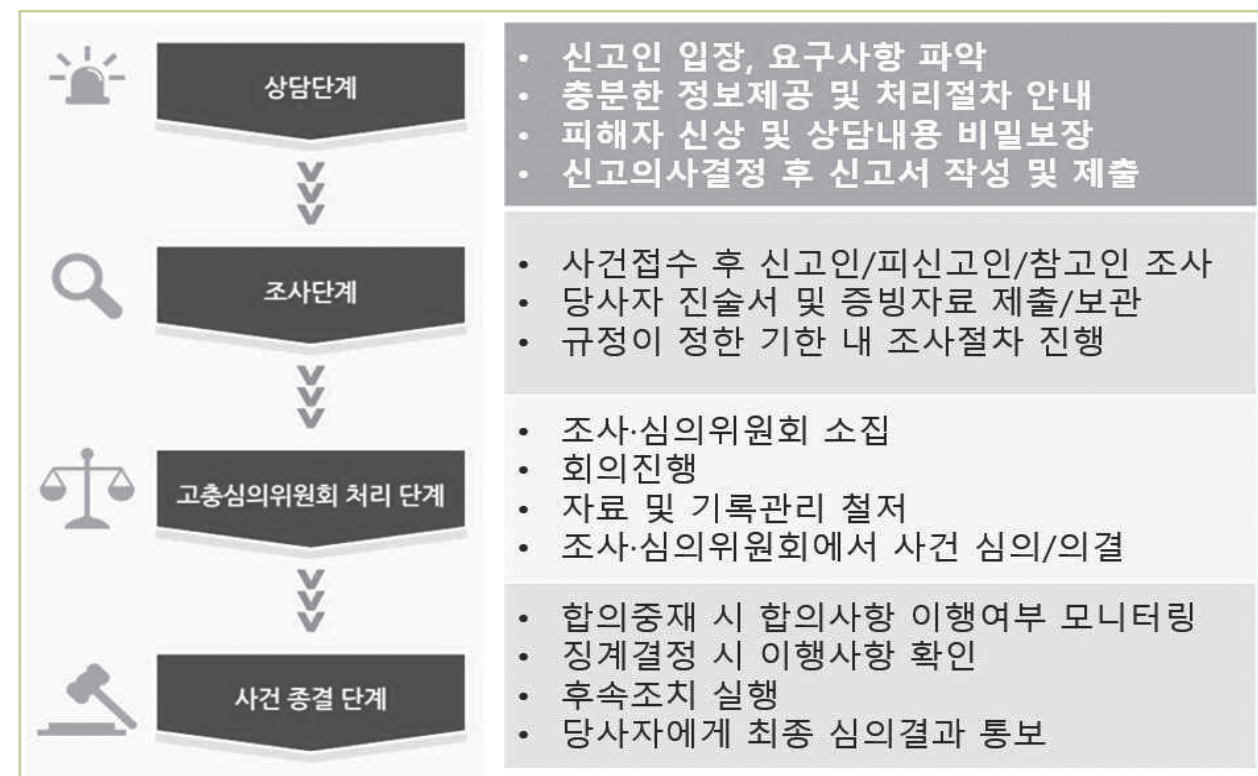 상담단계
• 신고인 입장, 요구사항 파악
• 충분한 정보제공 및 처리절차 안내
• 피해자 신상 및 상담내용 비밀보장
• 신고의사결정 후 신고서 작성 및 제출
조사단계
• 사건접수 후 신고인/피신고인/참고인 조사
• 당사자 진술서 및 증빙자료 제출/보관
• 규정이 정한 기한 내 조사절차 진행
고충심의위원회 처리 단계
• 조사·심의위원회 소집
• 회의진행
• 자료 및 기록관리 철저
• 조사·심의위원회에서 사건 심의/의결
사건 종결 단계
• 합의중재 시 합의사항 이행여부 모니터링
• 징계결정 시 이행사항 확인
• 후속조치 실행
• 당사자에게 최종 심의결과 통보